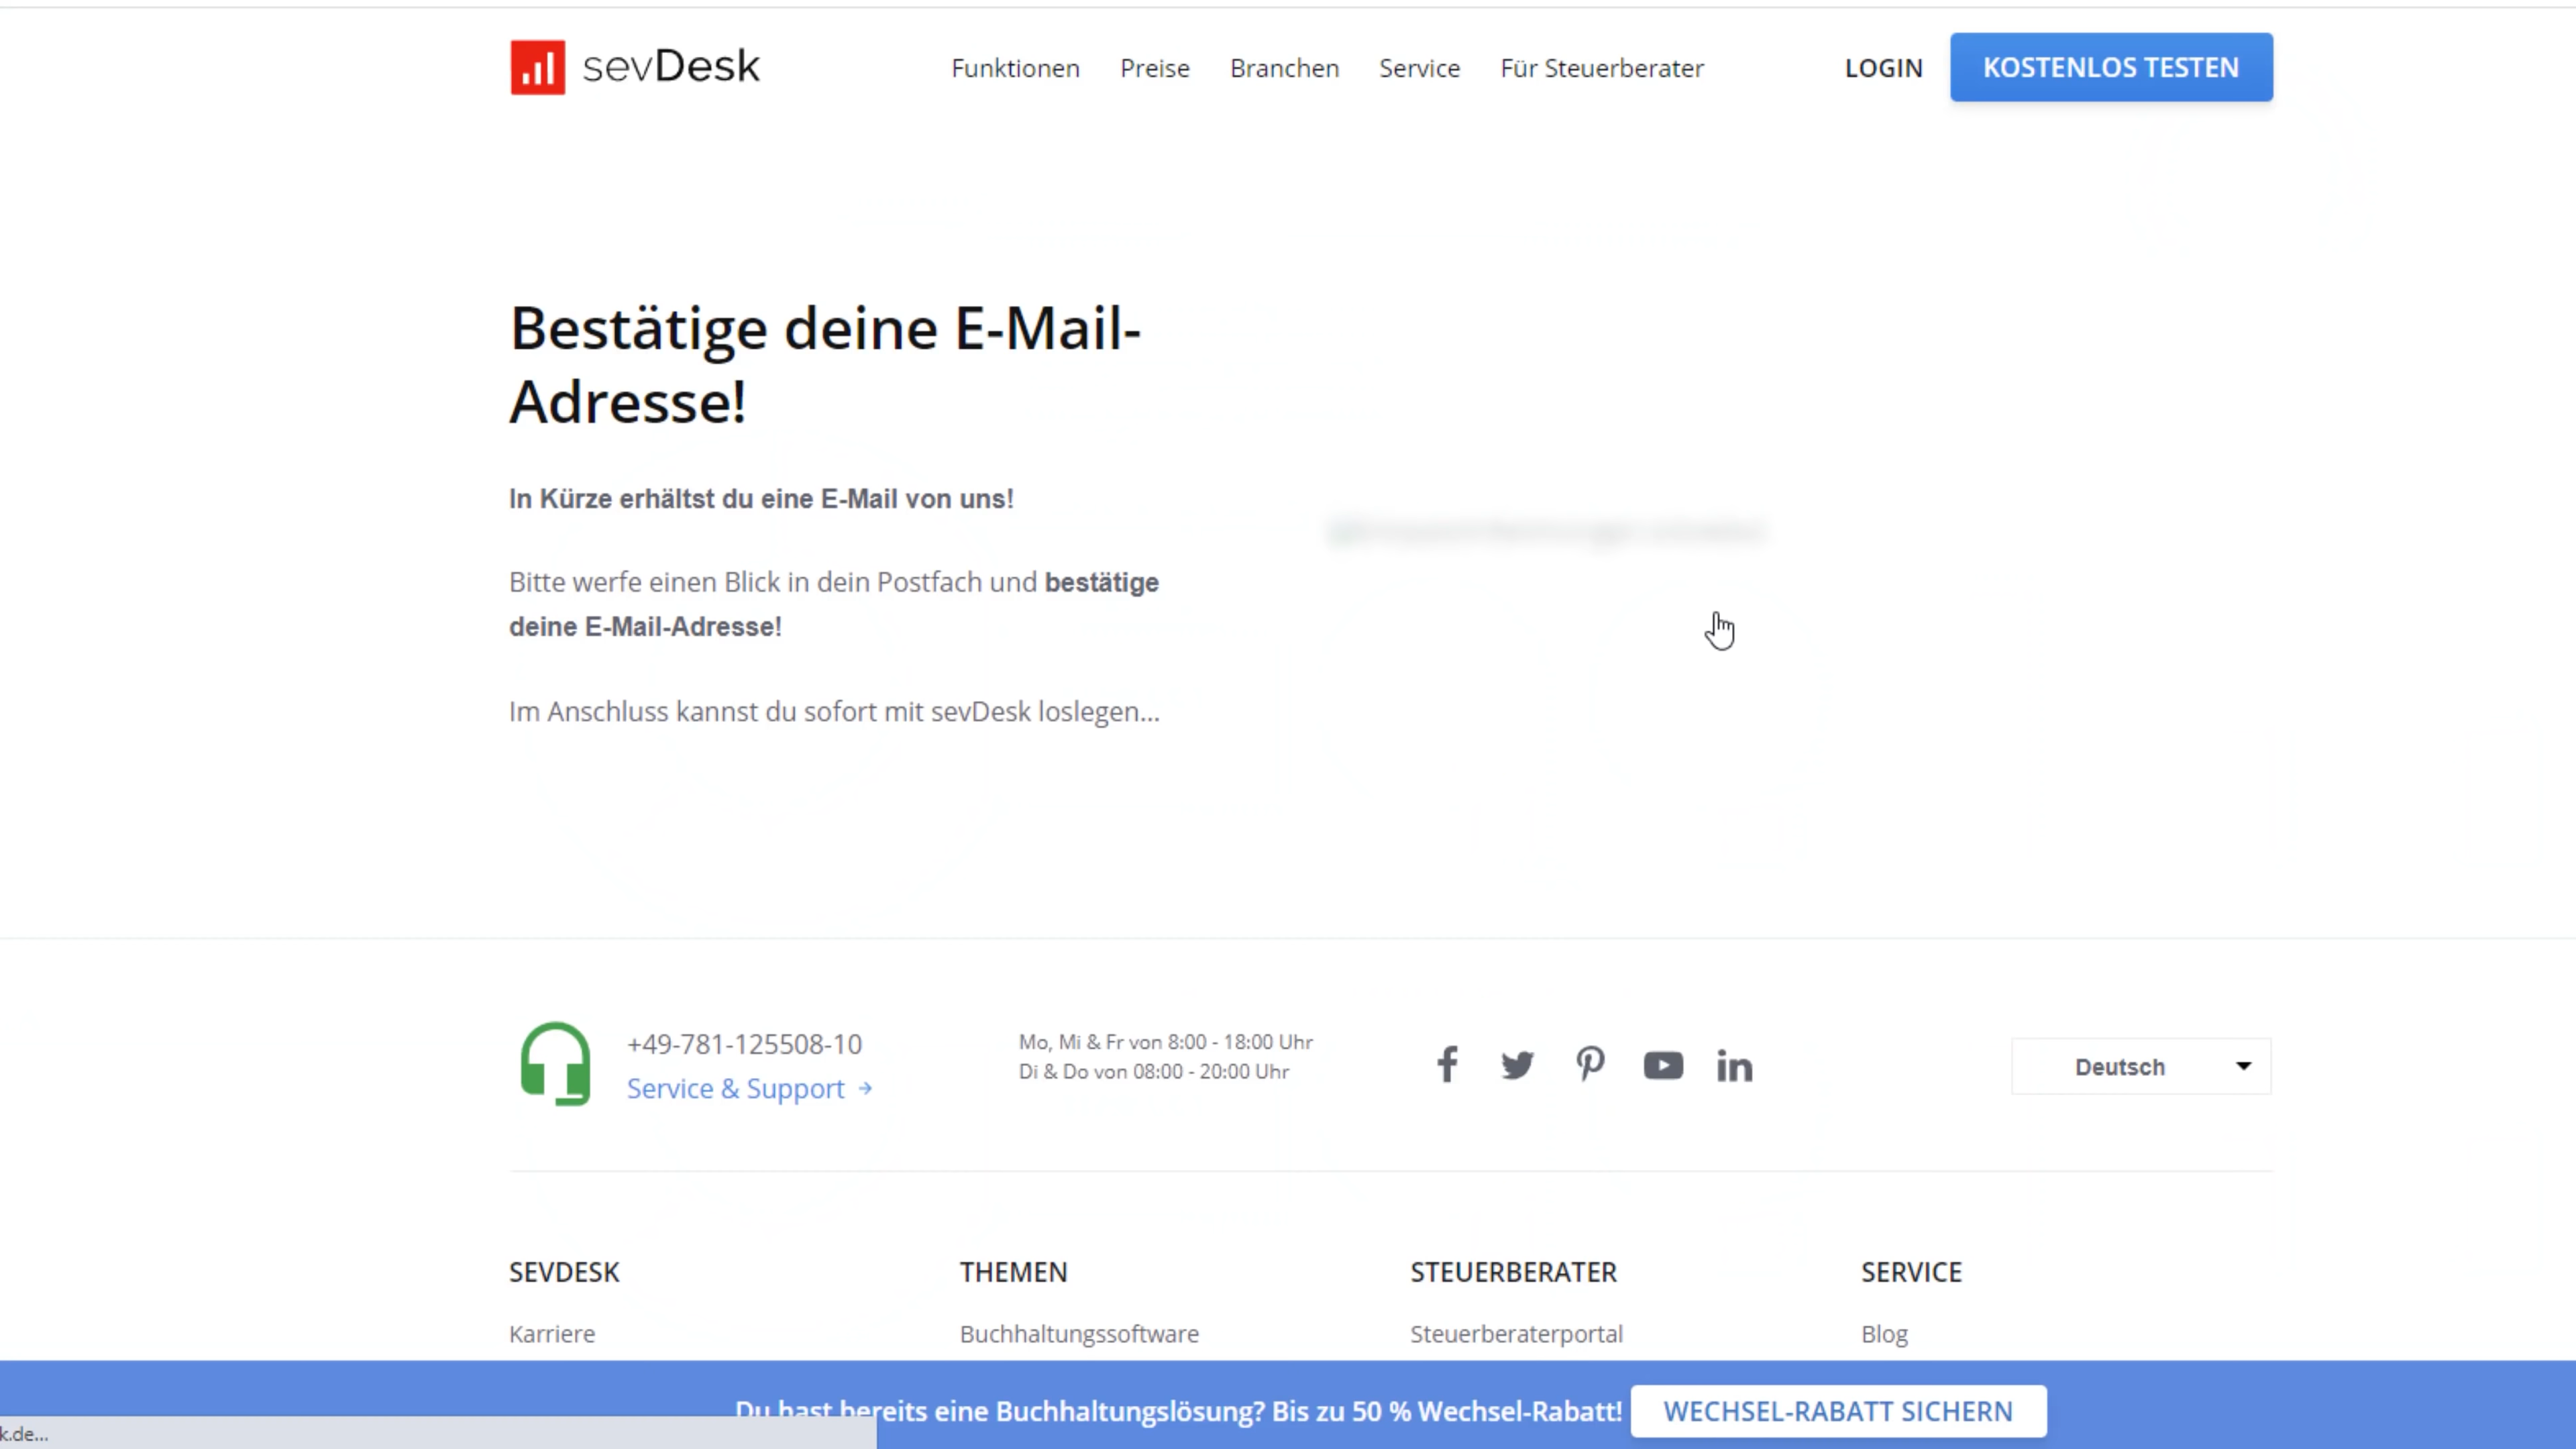 sevDesk
Funktionen
Preise
Branchen
Service
Für Steuerberater
LOGIN
KOSTENLOS TESTEN
Bestätige deine E-Mail-
Adresse!
In Kürze erhältst du eine E-Mail von uns!
Bitte werfe einen Blick in dein Postfach und bestätige
deine E-Mail-Adresse!
Im Anschluss kannst du sofort mit sevDesk loslegen...
+49-781-125508-10
Service & Support →
Mo, Mi & Fr von 8:00 - 18:00 Uhr
Di & Do von 08:00 - 20:00 Uhr
Deutsch
SEVDESK
THEMEN
STEUERBERATER
SERVICE
Karriere
Buchhaltungssoftware
Steuerberaterportal
Blog
Du hast bereits eine Buchhaltungslösung? Bis zu 50 % Wechsel-Rabatt!
WECHSEL-RABATT SICHERN
k.de...